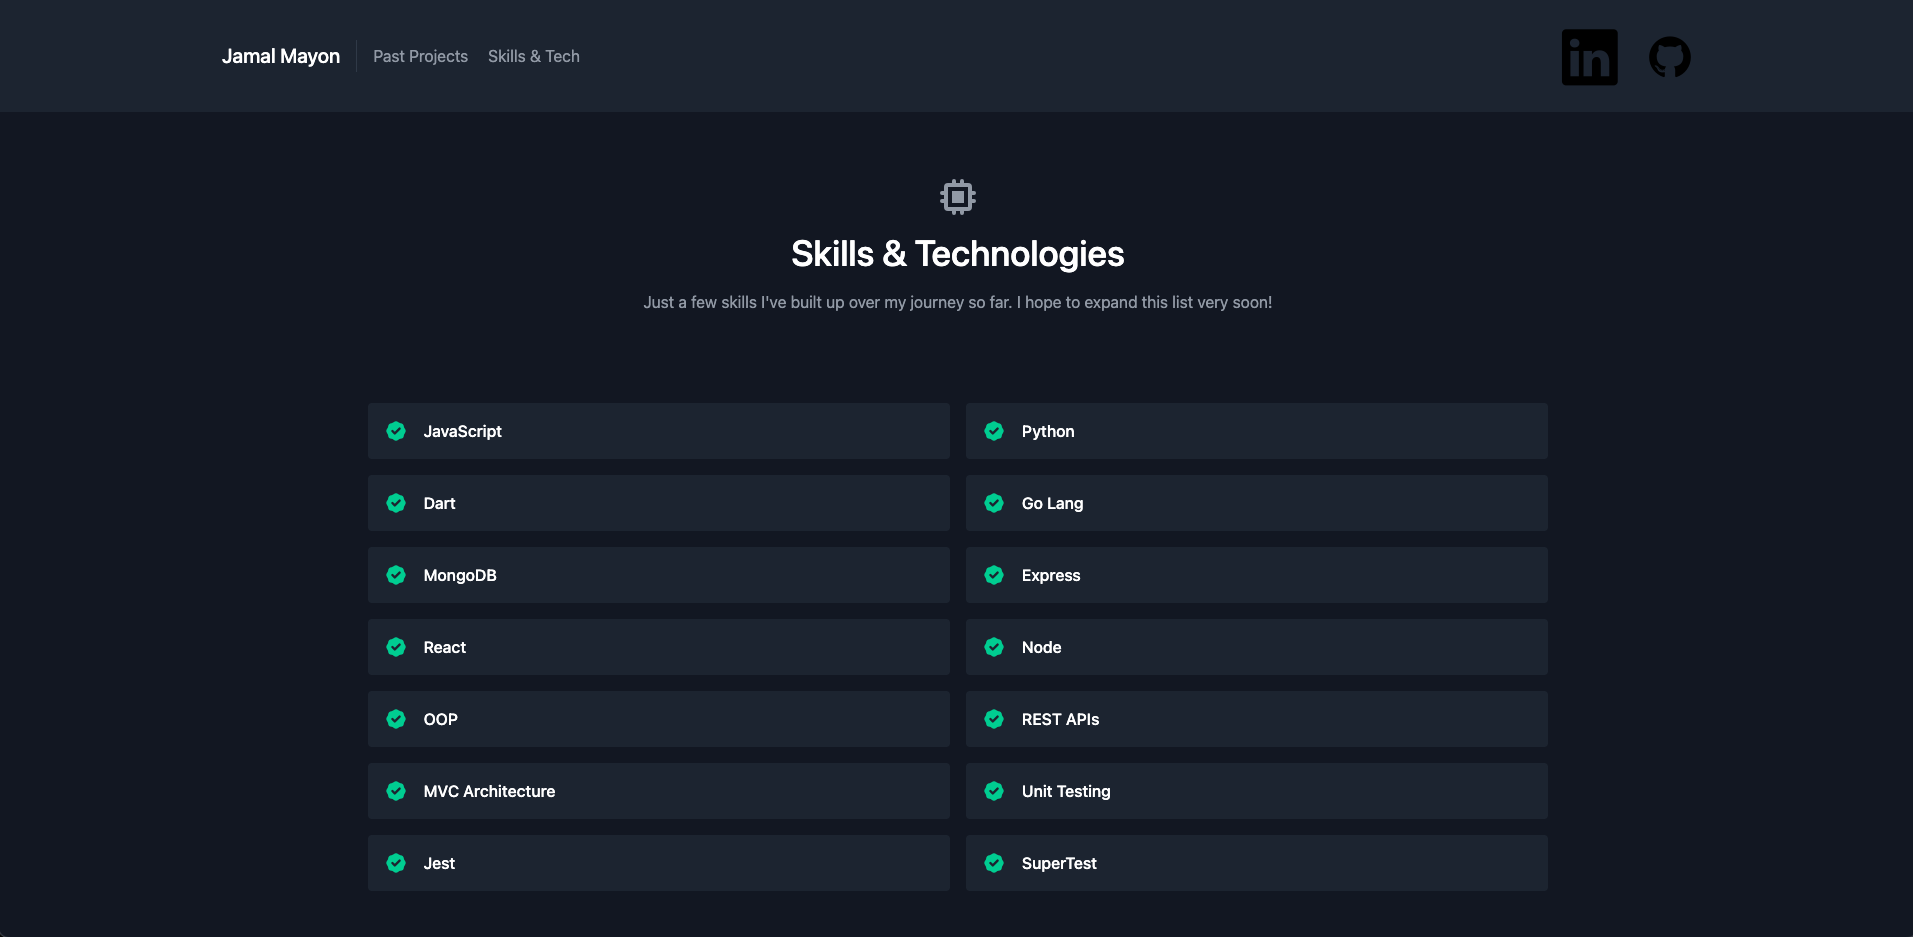 Jamal Mayon
Past Projects
Skills & Tech
in
Skills & Technologies
Just a few skills I've built up over my journey so far. I hope to expand this list very soon!
JavaScript
Python
Dart
Go Lang
MongoDB
Express
React
Node
OOP
REST APIs
MVC Architecture
Unit Testing
Jest
SuperTest